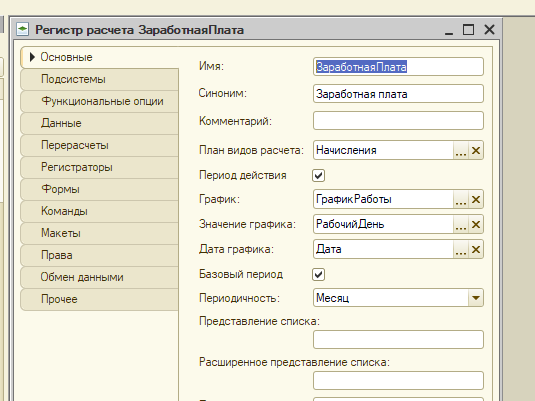 Регистр расчета ЗаработнаяПлата
Основные
Подсистемы
Функциональные опции
Данные
Перерасчеты
Регистраторы
Формы
Команды
Макеты
Права
Обмен данными
Прочее
Имя: ЗаработнаяПлата
Синоним: Заработная плата
Комментарий:
План видов расчета: Начисления ...
Период действия
График: ГрафикРаботы ...
Значение графика: РабочийДень ...
Дата графика: Дата ...
Базовый период
Периодичность: Месяц
Представление списка:
Расширенное представление списка: